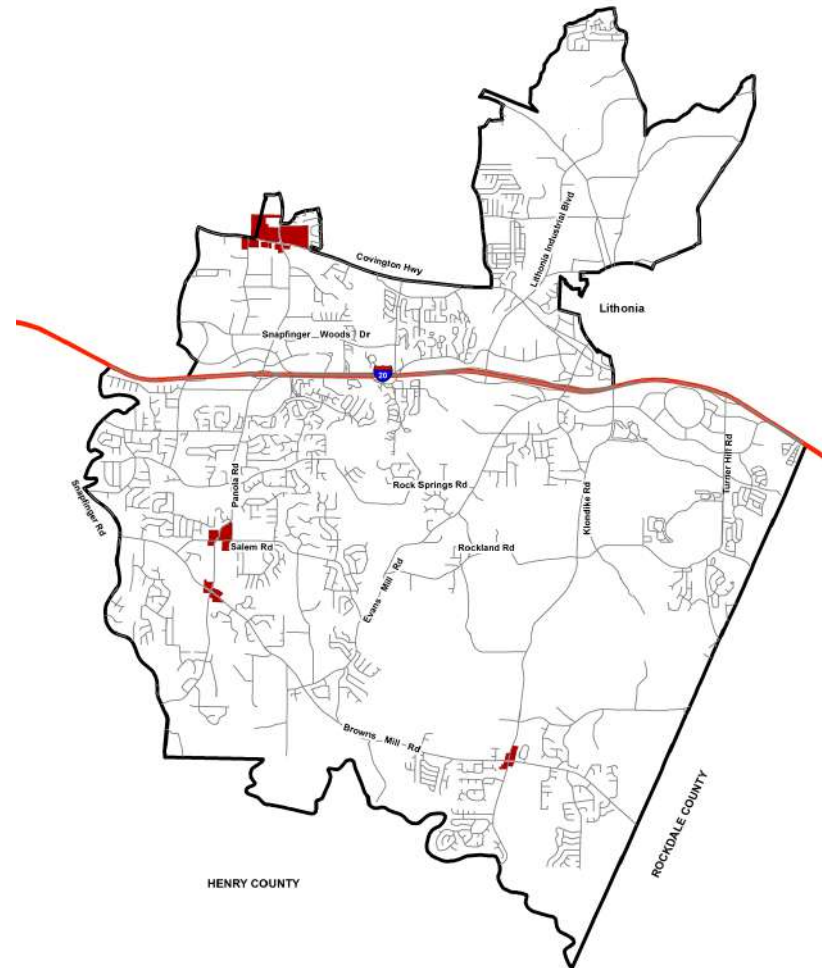 Covington Hwy
Lithonia Industrial Blvd
Lithonia
Snapfinger Woods Dr
20
Panola Rd
Snapfinger Rd
Rock Springs Rd
Klondike Rd
Turner Hill Rd
Salem Rd
Rockland Rd
Evans Mill Rd
Browns Mill Rd
ROCKDALE COUNTY
HENRY COUNTY